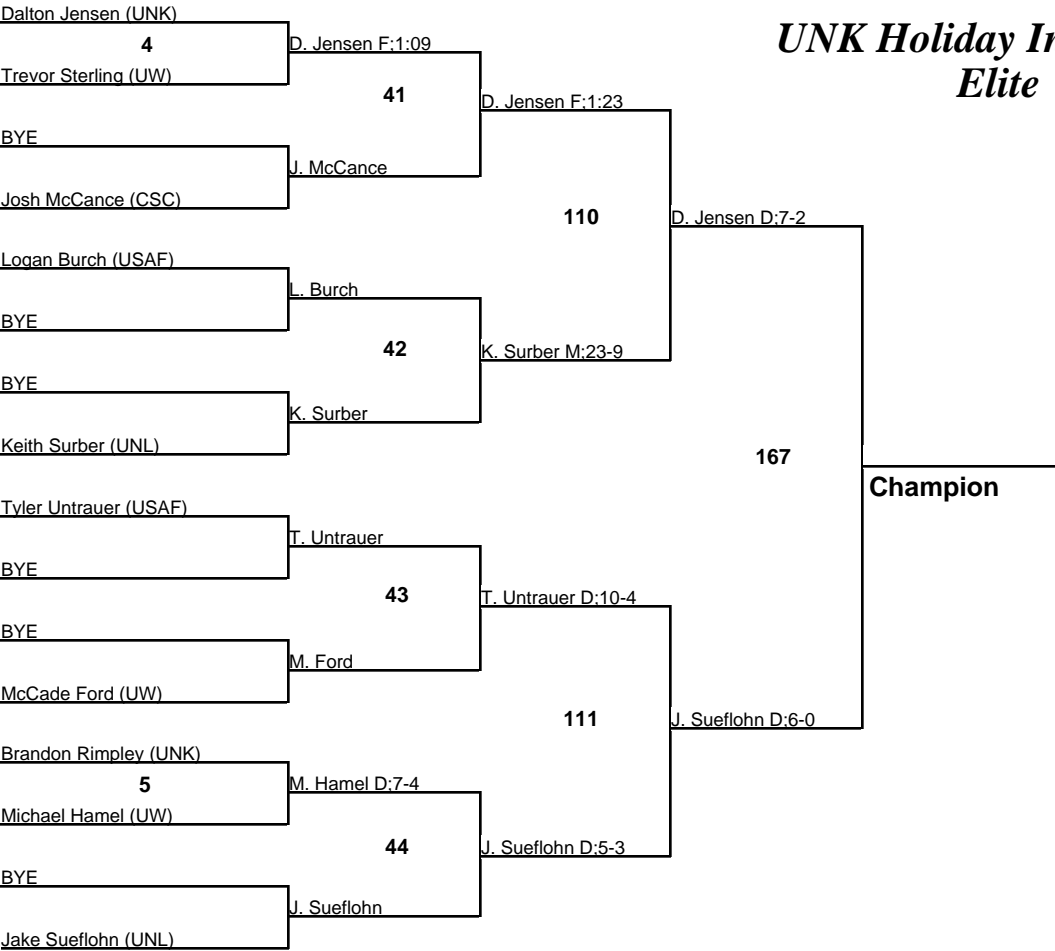 UNK Holiday In
Elite
Dalton Jensen (UNK)
4
Trevor Sterling (UW)
BYE
Josh McCance (CSC)
Logan Burch (USAF)
BYE
BYE
Keith Surber (UNL)
Tyler Untrauer (USAF)
BYE
BYE
McCade Ford (UW)
Brandon Rimpley (UNK)
5
Michael Hamel (UW)
BYE
Jake Sueflohn (UNL)
D. Jensen F;1:09
41
J. McCance
L. Burch
42
K. Surber
T. Untrauer
43
M. Ford
M. Hamel D;7-4
44
J. Sueflohn
D. Jensen F;1:23
110
K. Surber M;23-9
T. Untrauer D;10-4
111
J. Sueflohn D;5-3
D. Jensen D;7-2
167
J. Sueflohn D;6-0
Champion